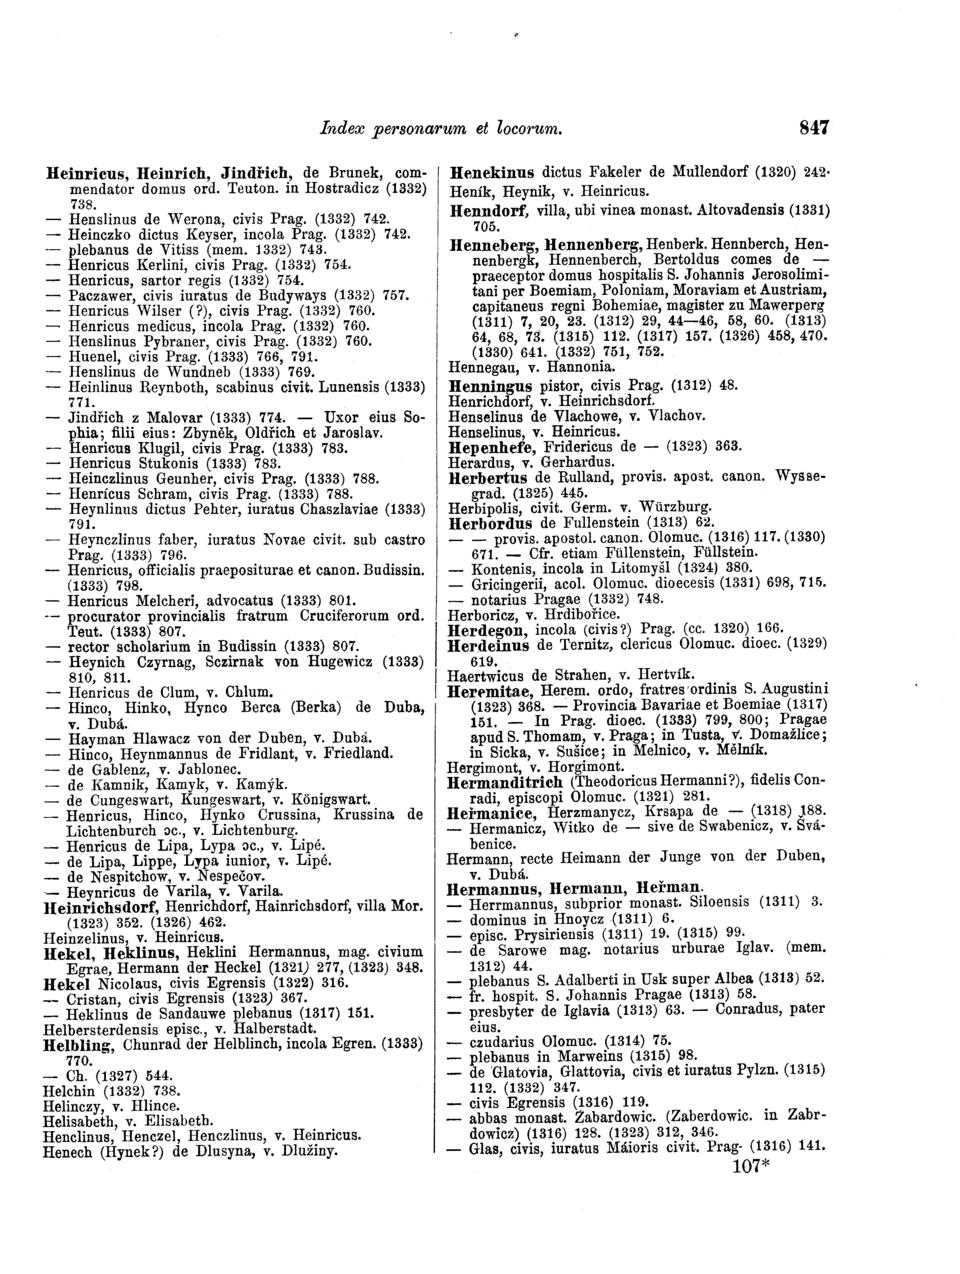 Index personarum et locorum. 847
Heinricus, Heinrich, Jindřich, de Brunek, com-
mendator domus ord. Teuton. in Hostradicz (1332)
738.
— Henslinus de Werona, civis Prag. (1332) 742.
— Heinczko dictus Keyser, incola Prag. (1332) 742.
— plebanus de Vitiss (mem. 1332) 743.
— Henricus Kerlini, civis Prag. (1332) 754.
— Henricus, sartor regis (1332) 754.
— Paczawer, civis iuratus de Budyways (1332) 757.
— Henricus Wilser (?), civis Prag. (1332) 760.
— Henricus medicus, incola Prag. (1332) 760.
— Henslinus Pybraner, civis Prag. (1332) 760.
— Huenel, civis Prag. (1333) 766, 791.
— Henslinus de Wundneb (1333) 769.
— Heinlinus Reynboth, scabinus civit. Lunensis (1333)
771.
— Jindřich z Malovar (1333) 774. — Uxor eius So-
phia; filii eius: Zbyněk, Oldřich et Jaroslav.
— Henricus Klugil, civis Prag. (1333) 783.
— Henricus Stukonis (1333) 783.
— Heinczlinus Geunher, civis Prag. (1333) 788.
— Henricus Schram, civis Prag. (1333) 788.
— Heynlinus dictus Pehter, iuratus Chaszlaviae (1333)
791.
— Heynczlinus faber, iuratus Novae civit. sub castro
Prag. (1333) 796.
— Henricus, officialis praepositurae et canon. Budissin.
(1333) 798.
— Henricus Melcheri, advocatus (1333) 801.
— procurator provincialis fratrum Cruciferorum ord.
Teut. (1333) 807.
— rector scholarium in Budissin (1333) 807.
— Heynich Czyrnag, Sczirnak von Hugewicz (1333)
810, 811.
— Henricus de Clum, v. Chlum.
— Hinco, Hinko, Hynco Berca (Berka) de Duba,
v. Dubá.
— Hayman Hlawacz von der Duben, v. Dubá.
— Hinco, Heynmannus de Fridlant, v. Friedland.
— de Gablenz, v. Jablonec.
— de Kamnik, Kamyk, v. Kamýk.
— de Cungeswart, Kungeswart, v. Königswart.
— Henricus, Hinco, Hynko Crussina, Krussina de
Lichtenburch ɔc., v. Lichtenburg.
— Henricus de Lipa, Lypa ɔc., v. Lipé.
— de Lipa, Lippe, Lypa iunior, v. Lipé.
— de Nespitchow, v. Nespečov.
— Heynricus de Varila, v. Varila.
Heinrichsdorf, Henrichdorf, Hainrichsdorf, villa Mor.
(1323) 352. (1326) 462.
Heinzelinus, v. Heinricus.
Hekel, Heklinus, Heklini Hermannus, mag. civium
Egrae, Hermann der Heckel (1321) 277, (1323) 348.
Hekel Nicolaus, civis Egrensis (1322) 316.
— Cristan, civis Egrensis (1323) 367.
— Heklinus de Sandauwe plebanus (1317) 151.
Helbersterdensis episc., v. Halberstadt.
Helbling, Chunrad der Helblinch, incola Egren. (1333)
770.
— Ch. (1327) 544.
Helchin (1332) 738.
Helinczy, v. Hlince.
Helisabeth, v. Elisabeth.
Henclinus, Henczel, Henczlinus, v. Heinricus.
Henech (Hynek?) de Dlusyna, v. Dlužiny.
Henekinus dictus Fakeler de Mullendorf (1320) 242·
Heník, Heynik, v. Heinricus.
Henndorf, villa, ubi vinea monast. Altovadensis (1331)
705.
Henneberg, Hennenberg, Henberk. Hennberch, Hen-
nenbergk, Hennenberch, Bertoldus comes de —
praeceptor domus hospitalis S. Johannis Jerosolimi-
tani per Boemiam, Poloniam, Moraviam et Austriam,
capitaneus regni Bohemiae, magister zu Mawerperg
(1311) 7, 20, 23. (1312) 29, 44—46, 58, 60. (1313)
64, 68, 73. (1315) 112. (1317) 157. (1326) 458, 470.
(1330) 641. (1332) 751, 752.
Hennegau, v. Hannonia.
Henningus pistor, civis Prag. (1312) 48.
Henrichdorf, v. Heinrichsdorf.
Henselinus de Vlachowe, v. Vlachov.
Henselinus, v. Heinricus.
Hepenhefe, Fridericus de — (1323) 363.
Herardus, v. Gerhardus.
Herbertus de Rulland, provis. apost. canon. Wysse-
grad. (1325) 445.
Herbipolis, civit. Germ. v. Würzburg.
Herbordus de Fullenstein (1313) 62.
— — provis. apostol. canon. Olomuc. (1316) 117. (1330)
671. — Cfr. etiam Füllenstein, Füllstein.
— Kontenis, incola in Litomyšl (1324) 380.
— Gricingerii, acol. Olomuc. dioecesis (1331) 698, 715.
— notarius Pragae (1332) 748.
Herboricz, v. Hrdibořice.
Herdegon, incola (civis?) Prag. (cc. 1320) 166.
Herdeinus de Ternitz, clericus Olomuc. dioec. (1329)
619.
Haertwicus de Strahen, v. Hertvík.
Heremitae, Herem. ordo, fratres ordinis S. Augustini
(1323) 368. — Provincia Bavariae et Boemiae (1317)
151. — In Prag. dioec. (1333) 799, 800; Pragae
apud S. Thomam, v. Praga; in Tusta, v. Domažlice;
in Sicka, v. Sušice; in Melnico, v. Mělník.
Hergimont, v. Horgimont.
Hermanditrich (Theodoricus Hermanni?), fidelis Con-
radi, episcopi Olomuc. (1321) 281.
Heřmanice, Herzmanycz, Krsapa de — (1318) 188.
— Hermanicz, Witko de — sive de Swabenicz, v. Švá-
benice.
Hermann, recte Heimann der Junge von der Duben,
v. Dubá.
Hermannus, Hermann, Heřman.
— Herrmannus, subprior monast. Siloensis (1311) 3.
— dominus in Hnoycz (1311) 6.
— episc. Prysiriensis (1311) 19. (1315) 99.
— de Sarowe mag. notarius urburae Iglav. (mem.
1312) 44.
— plebanus S. Adalberti in Usk super Albea (1313) 52.
— fr. hospit. S. Johannis Pragae (1313) 58.
— presbyter de Iglavia (1313) 63. — Conradus, pater
eius.
— czudarius Olomuc. (1314) 75.
— plebanus in Marweins (1315) 98.
— de Glatovia, Glattovia, civis et iuratus Pylzn. (1315)
112. (1332) 347.
— civis Egrensis (1316) 119.
— abbas monast. Zabardowic. (Zaberdowic. in Zabr-
dowicz) (1316) 128. (1323) 312, 346.
— Glas, civis, iuratus Máioris civit. Prag· (1316) 141.
107*